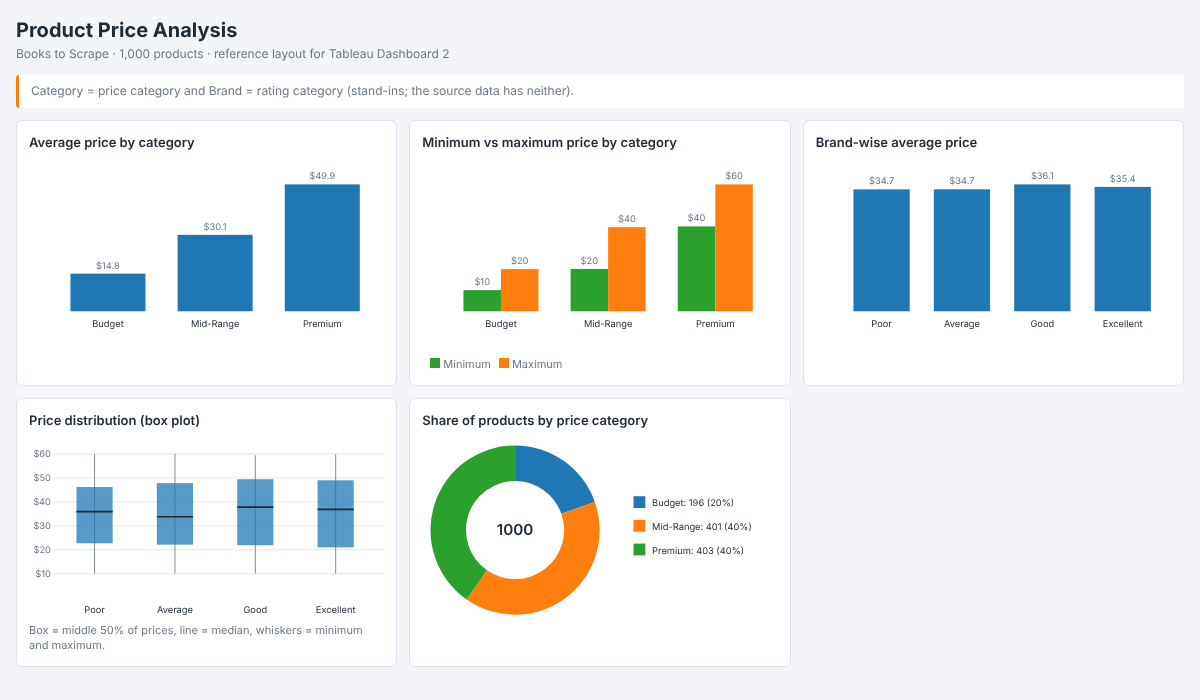 Product Price Analysis
Books to Scrape · 1,000 products · reference layout for Tableau Dashboard 2
Category = price category and Brand = rating category (stand-ins; the source data has neither).
Average price by category
$14.8
$30.1
$49.9
Budget
Mid-Range
Premium
Minimum vs maximum price by category
$10
$20
$20
$40
$40
$60
Budget
Mid-Range
Premium
Minimum
Maximum
Brand-wise average price
$34.7
$34.7
$36.1
$35.4
Poor
Average
Good
Excellent
Price distribution (box plot)
$60
$50
$40
$30
$20
$10
Poor
Average
Good
Excellent
Box = middle 50% of prices, line = median, whiskers = minimum
and maximum.
Share of products by price category
1000
Budget: 196 (20%)
Mid-Range: 401 (40%)
Premium: 403 (40%)